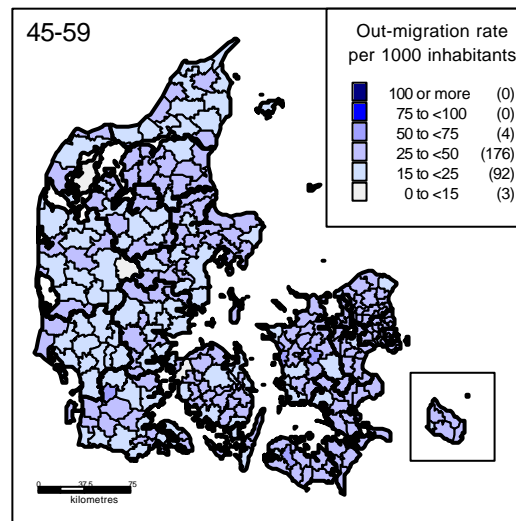 45-59
Out-migration rate
per 1000 inhabitants
100 or more (0)
75 to <100 (0)
50 to <75 (4)
25 to <50 (176)
15 to <25 (92)
0 to <15 (3)
0 37.5 75
kilometres